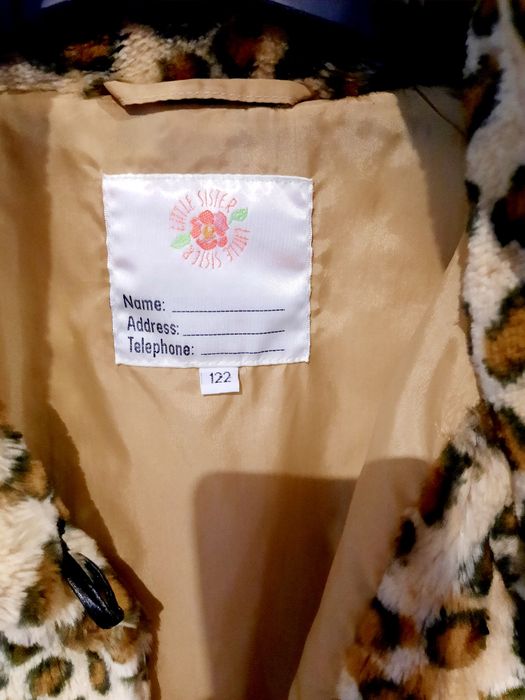 LITTLE SISTER LITTLE SISTER
Name:
Address:
Telephone:
122